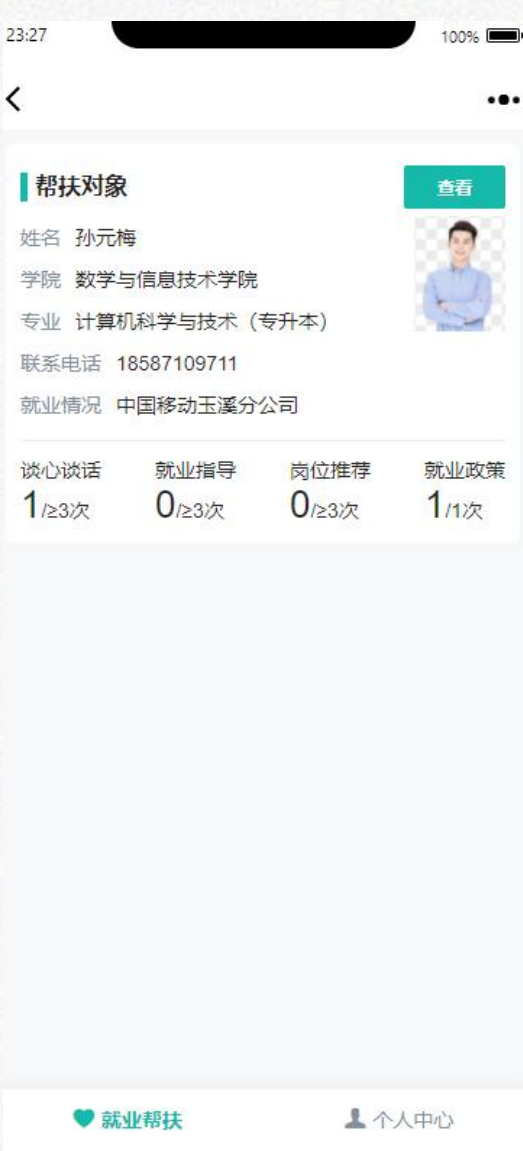 23:27 100%
帮扶对象 查看
姓名 孙元梅
学院 数学与信息技术学院
专业 计算机科学与技术（专升本）
联系电话 18587109711
就业情况 中国移动玉溪分公司
谈心谈话 就业指导 岗位推荐 就业政策
1/≥3次 0/≥3次 0/≥3次 1/1次
就业帮扶 个人中心